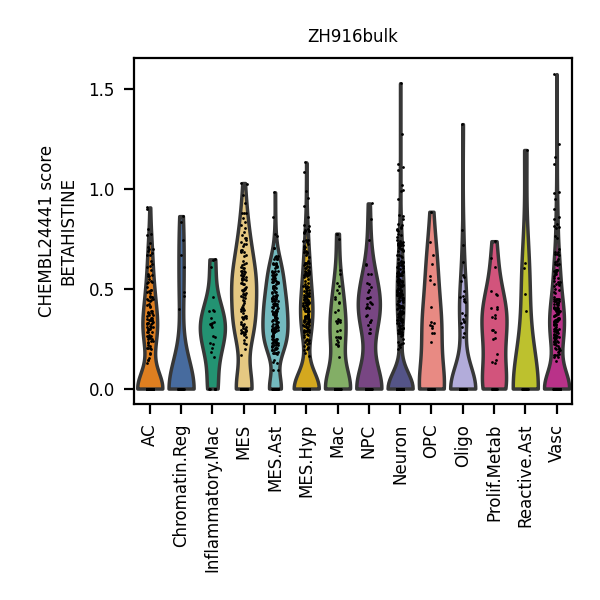 ZH916bulk
CHEMBL24441 score
BETAHISTINE
1.5
1.0
0.5
0.0
AC
Chromatin.Reg
Inflammatory.Mac
MES
MES.Ast
MES.Hyp
Mac
NPC
Neuron
OPC
Oligo
Prolif.Metab
Reactive.Ast
Vasc